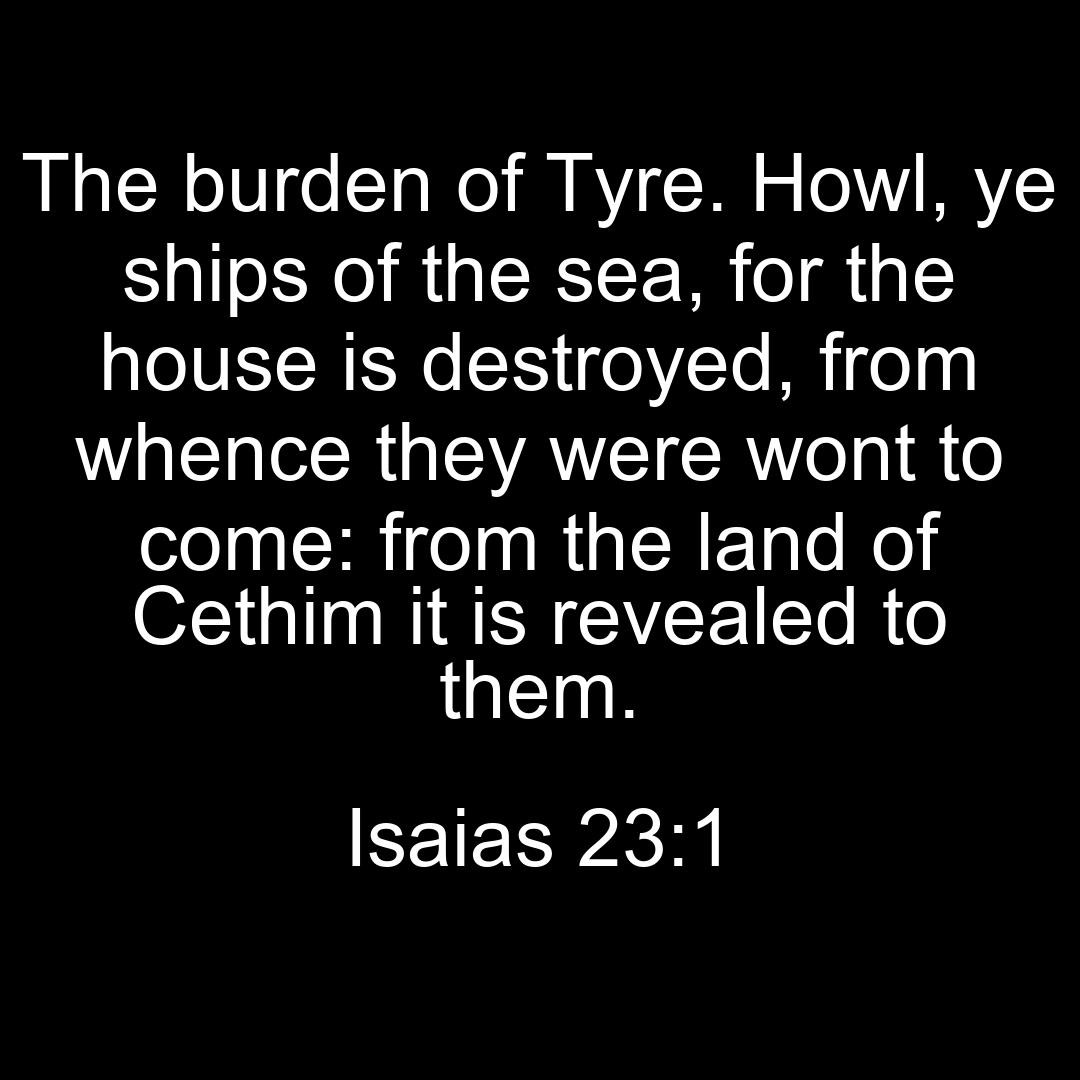 The burden of Tyre. Howl, ye
ships of the sea, for the
house is destroyed, from
whence they were wont to
come: from the land of
Cethim it is revealed to
them.
Isaias 23:1